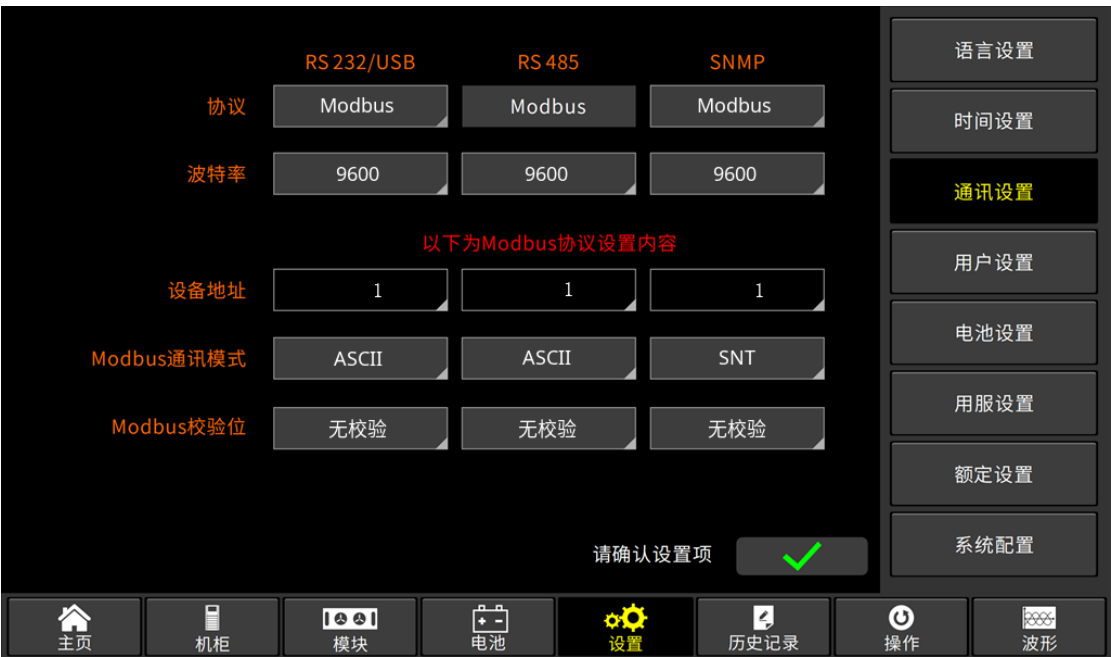 RS232/USB RS485 SNMP
协议 Modbus Modbus Modbus
波特率 9600 9600 9600
以下为Modbus协议设置内容
设备地址 1 1 1
Modbus通讯模式 ASCII ASCII SNT
Modbus校验位 无校验 无校验 无校验
请确认设置项
语言设置
时间设置
通讯设置
用户设置
电池设置
用服设置
额定设置
系统配置
主页 机柜 模块 电池 设置 历史记录 操作 波形